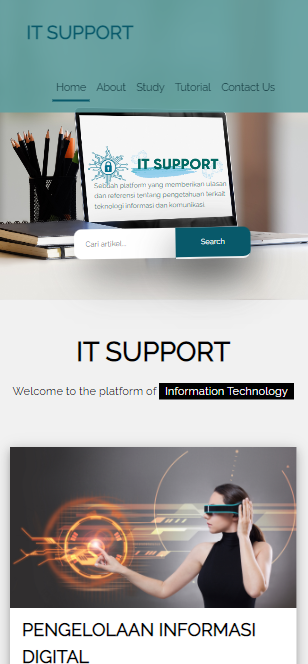 IT SUPPORT
Home About Study Tutorial Contact Us
IT SUPPORT
Sebuah platform yang memberikan ulasan
dan referensi tentang pengetahuan terkait
teknologi informasi dan komunikasi
Cari artikel... Search
IT SUPPORT
Welcome to the platform of Information Technology
PENGELOLAAN INFORMASI
DIGITAL